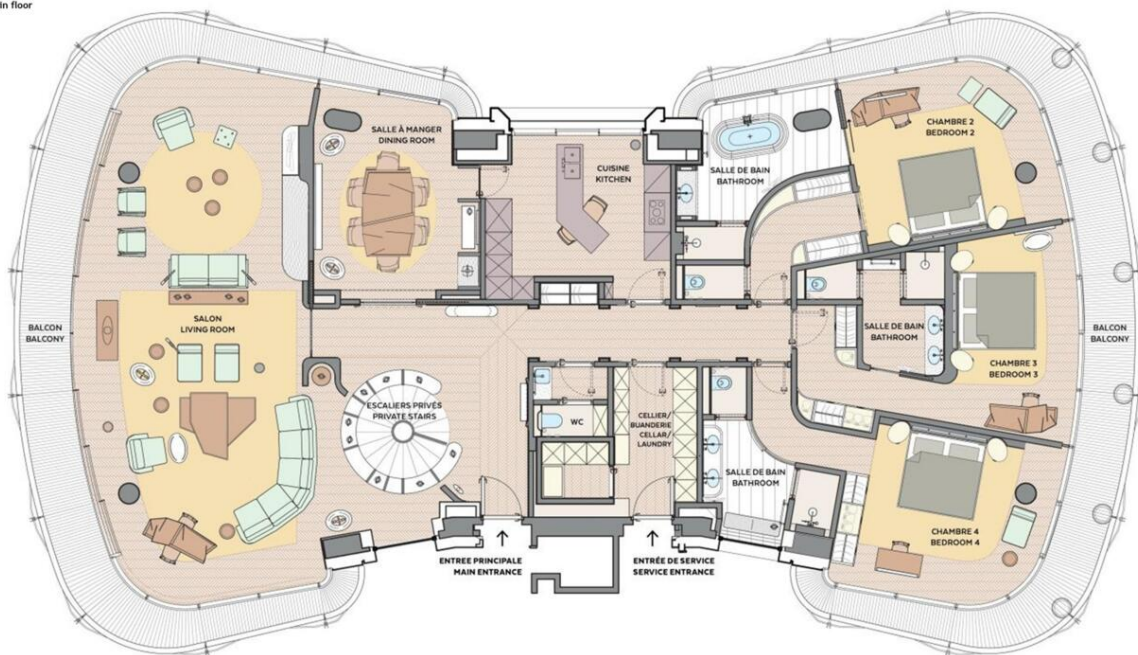 in floor
SALLE À MANGER
DINING ROOM
CUISINE
KITCHEN
SALLE DE BAIN
BATHROOM
CHAMBRE 2
BEDROOM 2
BALCON
BALCONY
SALON
LIVING ROOM
SALLE DE BAIN
BATHROOM
CHAMBRE 3
BEDROOM 3
BALCON
BALCONY
ESCALIERS PRIVÉS
PRIVATE STAIRS
WC
CELLIER/
BUANDERIE
CELLAR/
LAUNDRY
SALLE DE BAIN
BATHROOM
CHAMBRE 4
BEDROOM 4
ENTREE PRINCIPALE
MAIN ENTRANCE
ENTRÉE DE SERVICE
SERVICE ENTRANCE